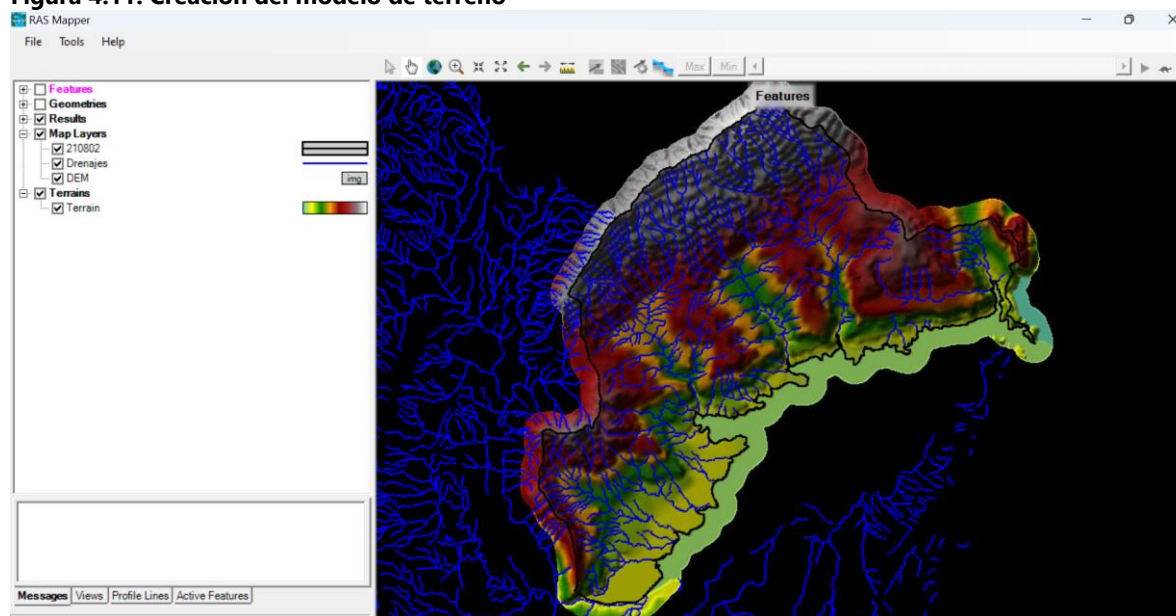 Figura 4.11. Creación del modelo de terreno
RAS Mapper
File Tools Help
Max Min
Features
Geometries
Results
Map Layers
210802
Drenajes
DEM
img
Terrains
Terrain
Features
Messages Views Profile Lines Active Features